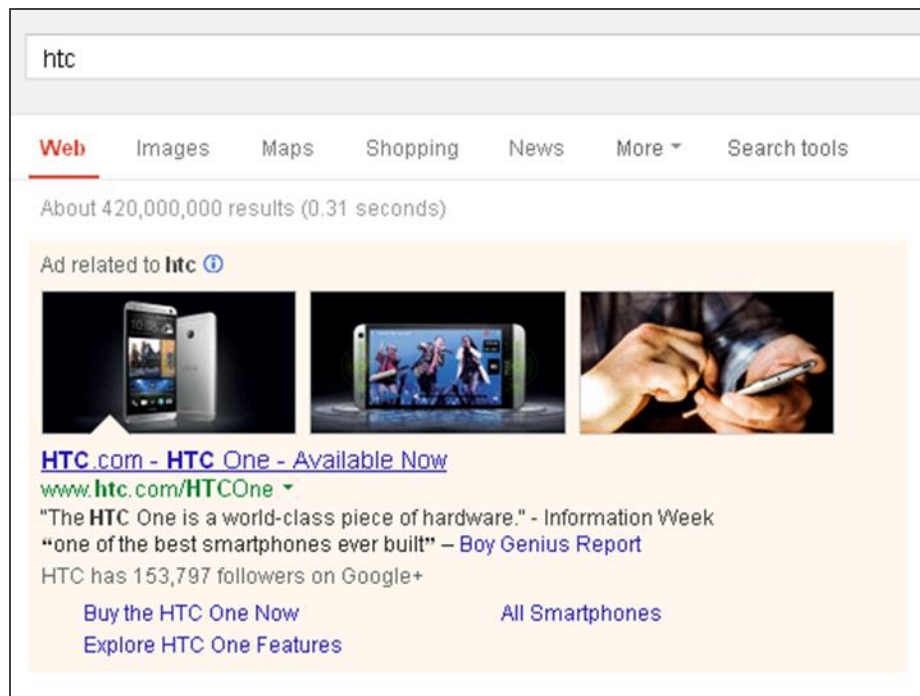 htc
Web Images Maps Shopping News More Search tools
About 420,000,000 results (0.31 seconds)
Ad related to htc
HTC.com - HTC One - Available Now
www.htc.com/HTCOne
"The HTC One is a world-class piece of hardware." - Information Week
“one of the best smartphones ever built” – Boy Genius Report
HTC has 153,797 followers on Google+
Buy the HTC One Now All Smartphones
Explore HTC One Features